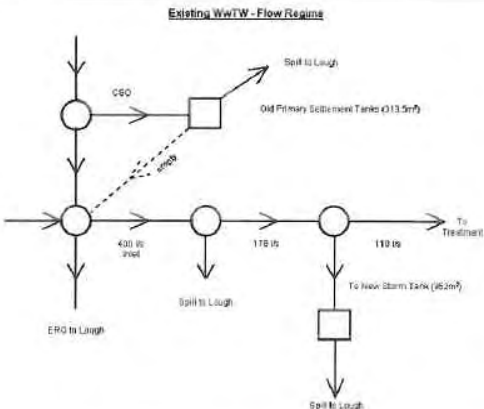 Existing WwTW - Flow Regime
Spill to Lough
CSO
Old Primary Settlement Tanks (313.5m³)
400 l/s
Inlet
178 l/s
110 l/s
To
Treatment
Spill to Lough
To New Storm Tank (952m³)
ERO to Lough
Spill to Lough